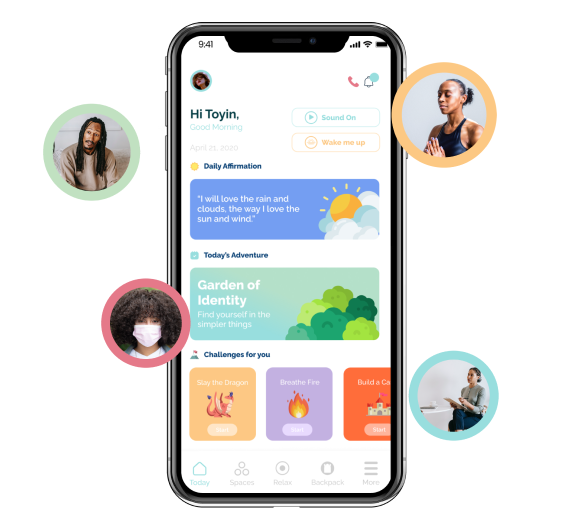 9:41
Hi Toyin,
Good Morning
Sound On
Wake me up
April 21, 2020
Daily Affirmation
“I will love the rain and
clouds, the way I love the
sun and wind.”
Today's Adventure
Garden of
Identity
Find yourself in the
simpler things
Challenges for you
Slay the Dragon
Breathe Fire
Build a Ca
Start
Start
Start
Today
Spaces
Relax
Backpack
More